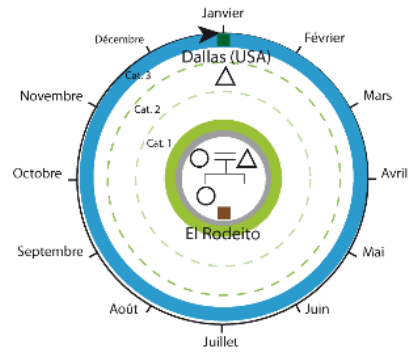 Janvier
Décembre
Février
Dallas (USA)
Cat. 3
Novembre
Cat. 2
Mars
Cat. 1
Octobre
Avril
El Rodeito
Septembre
Mai
Août
Juin
Juillet